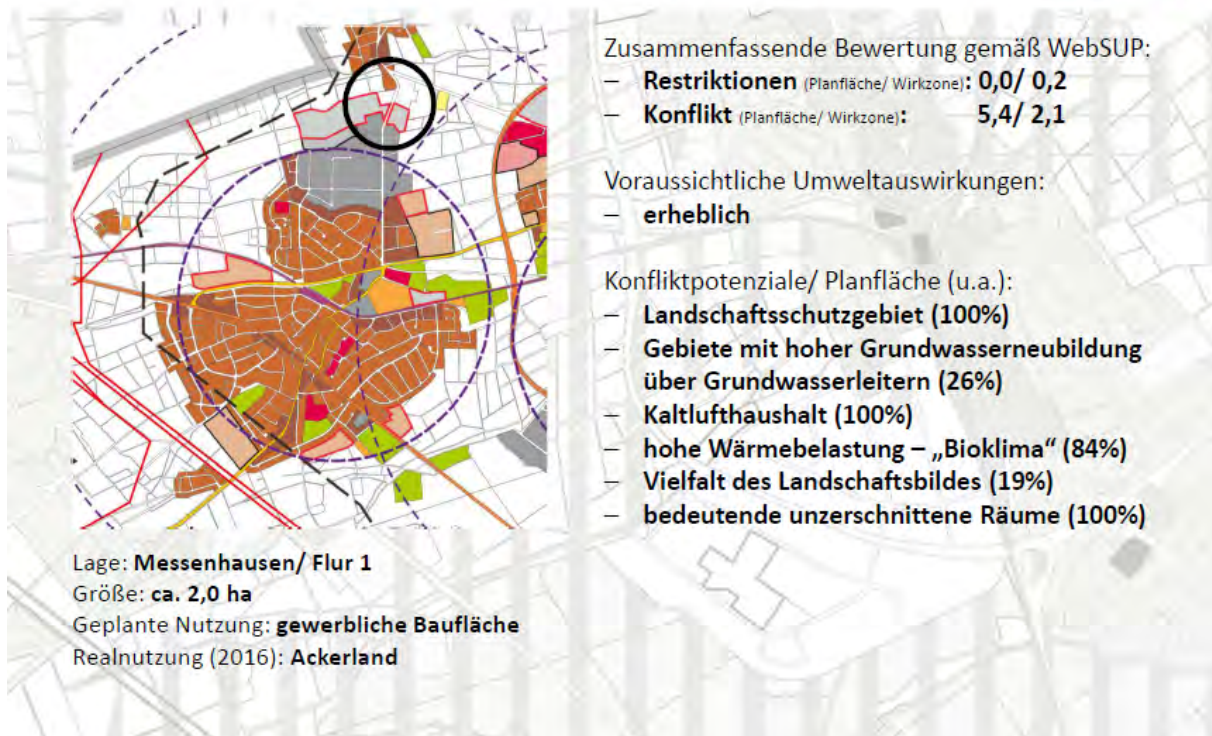 Zusammenfassende Bewertung gemäß WebSUP:
– Restriktionen (Planfläche/ Wirkzone): 0,0/ 0,2
– Konflikt (Planfläche/ Wirkzone): 5,4/ 2,1
Voraussichtliche Umweltauswirkungen:
– erheblich
Konfliktpotenziale/ Planfläche (u.a.):
– Landschaftsschutzgebiet (100%)
– Gebiete mit hoher Grundwasserneubildung
über Grundwasserleitern (26%)
– Kaltlufthaushalt (100%)
– hohe Wärmebelastung – „Bioklima“ (84%)
– Vielfalt des Landschaftsbildes (19%)
– bedeutende unzerschnittene Räume (100%)
Lage: Messenhausen/ Flur 1
Größe: ca. 2,0 ha
Geplante Nutzung: gewerbliche Baufläche
Realnutzung (2016): Ackerland